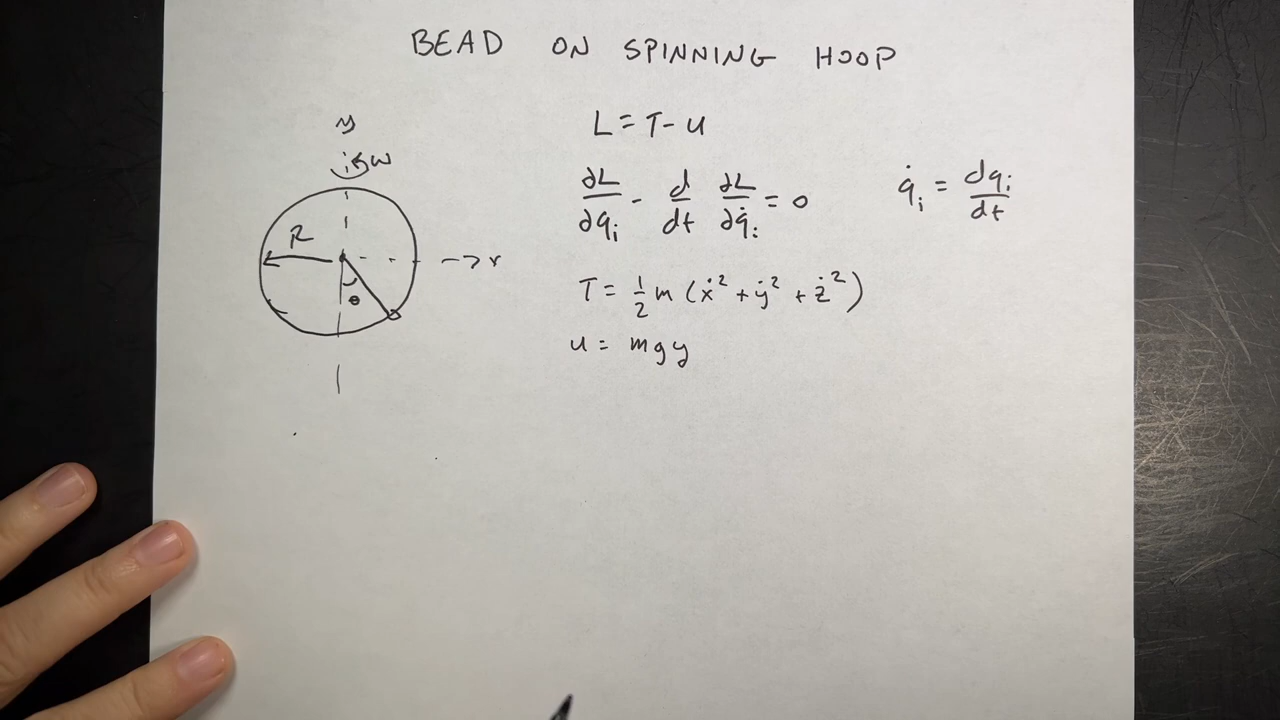 BEAD ON SPINNING HOOP
L = T - U
∂L/∂qᵢ - d/dt ∂L/∂q̇ᵢ = 0
q̇ᵢ = dqᵢ/dt
T = 1/2 m (ẋ² + ẏ² + ż²)
U = mgy
y
ω
R
x
θ